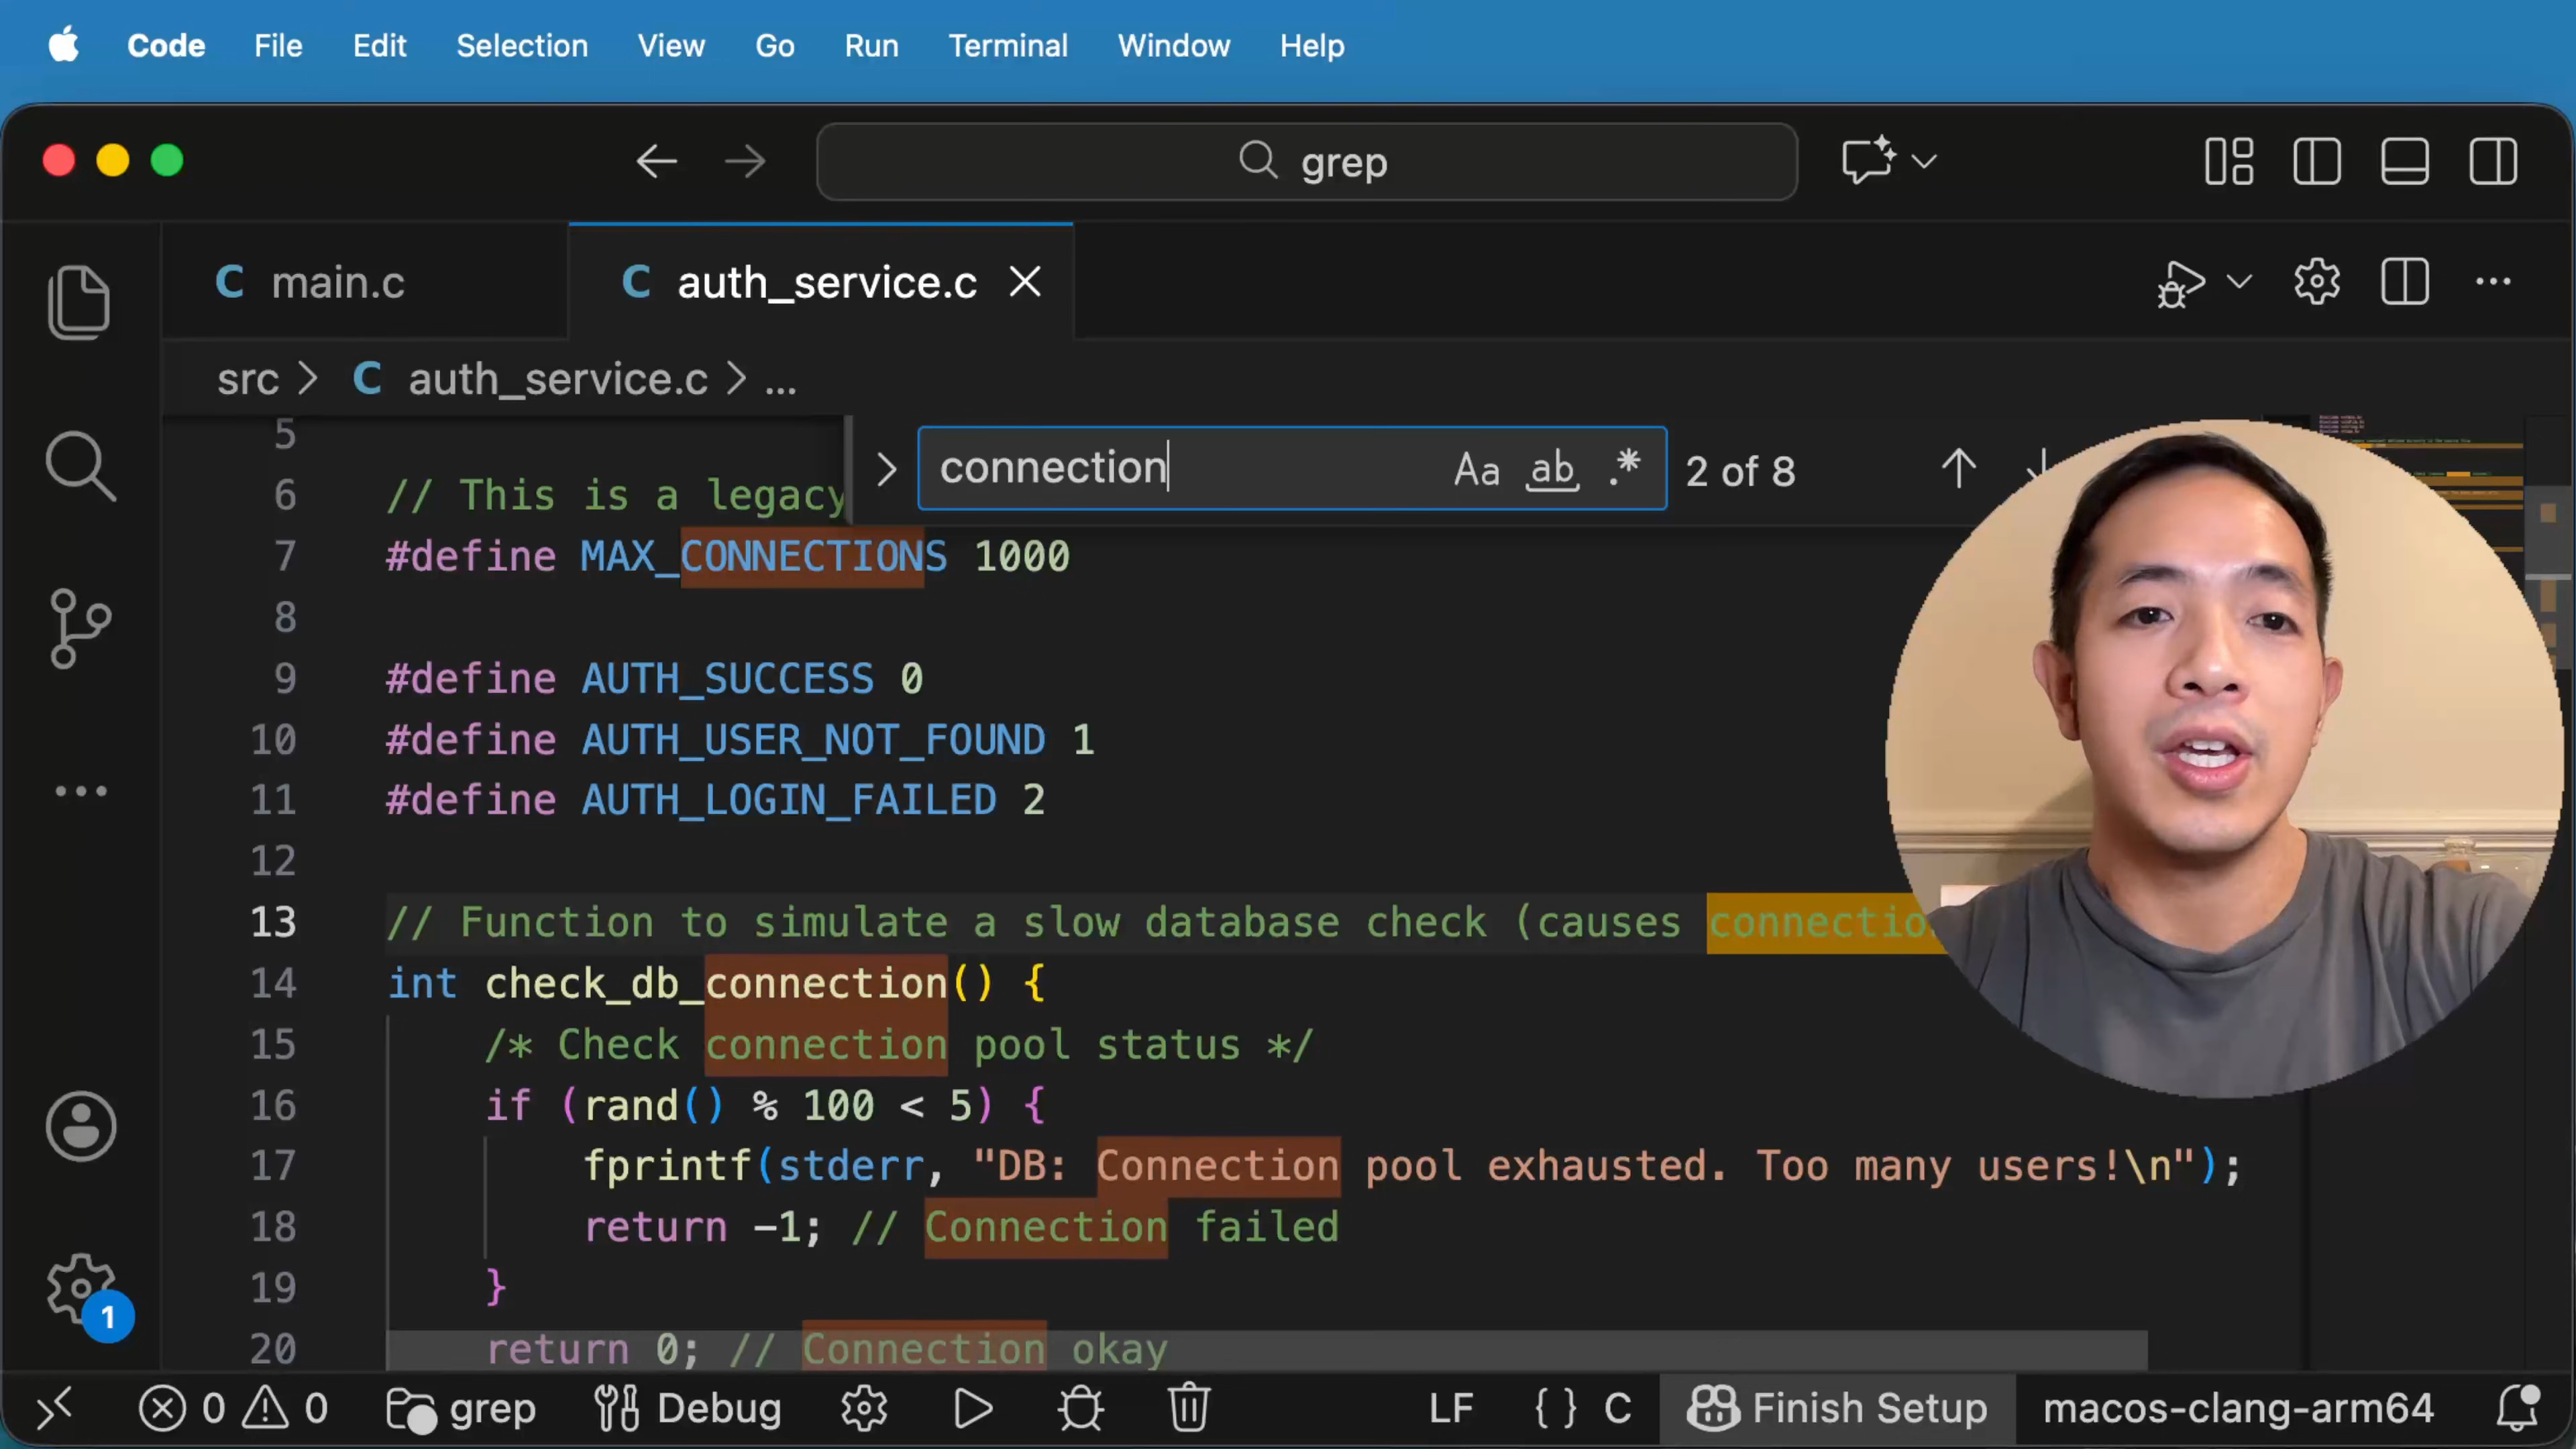 Code File Edit Selection View Go Run Terminal Window Help
grep
C main.c
C auth_service.c
src > C auth_service.c > ...
connection Aa ab .* 2 of 8
5
6 // This is a legacy
7 #define MAX_CONNECTIONS 1000
8
9 #define AUTH_SUCCESS 0
10 #define AUTH_USER_NOT_FOUND 1
11 #define AUTH_LOGIN_FAILED 2
12
13 // Function to simulate a slow database check (causes connectio
14 int check_db_connection() {
15 /* Check connection pool status */
16 if (rand() % 100 < 5) {
17 fprintf(stderr, "DB: Connection pool exhausted. Too many users!\n");
18 return -1; // Connection failed
19 }
20 return 0; // Connection okay
1
0 0 grep Debug LF {} C Finish Setup macos-clang-arm64